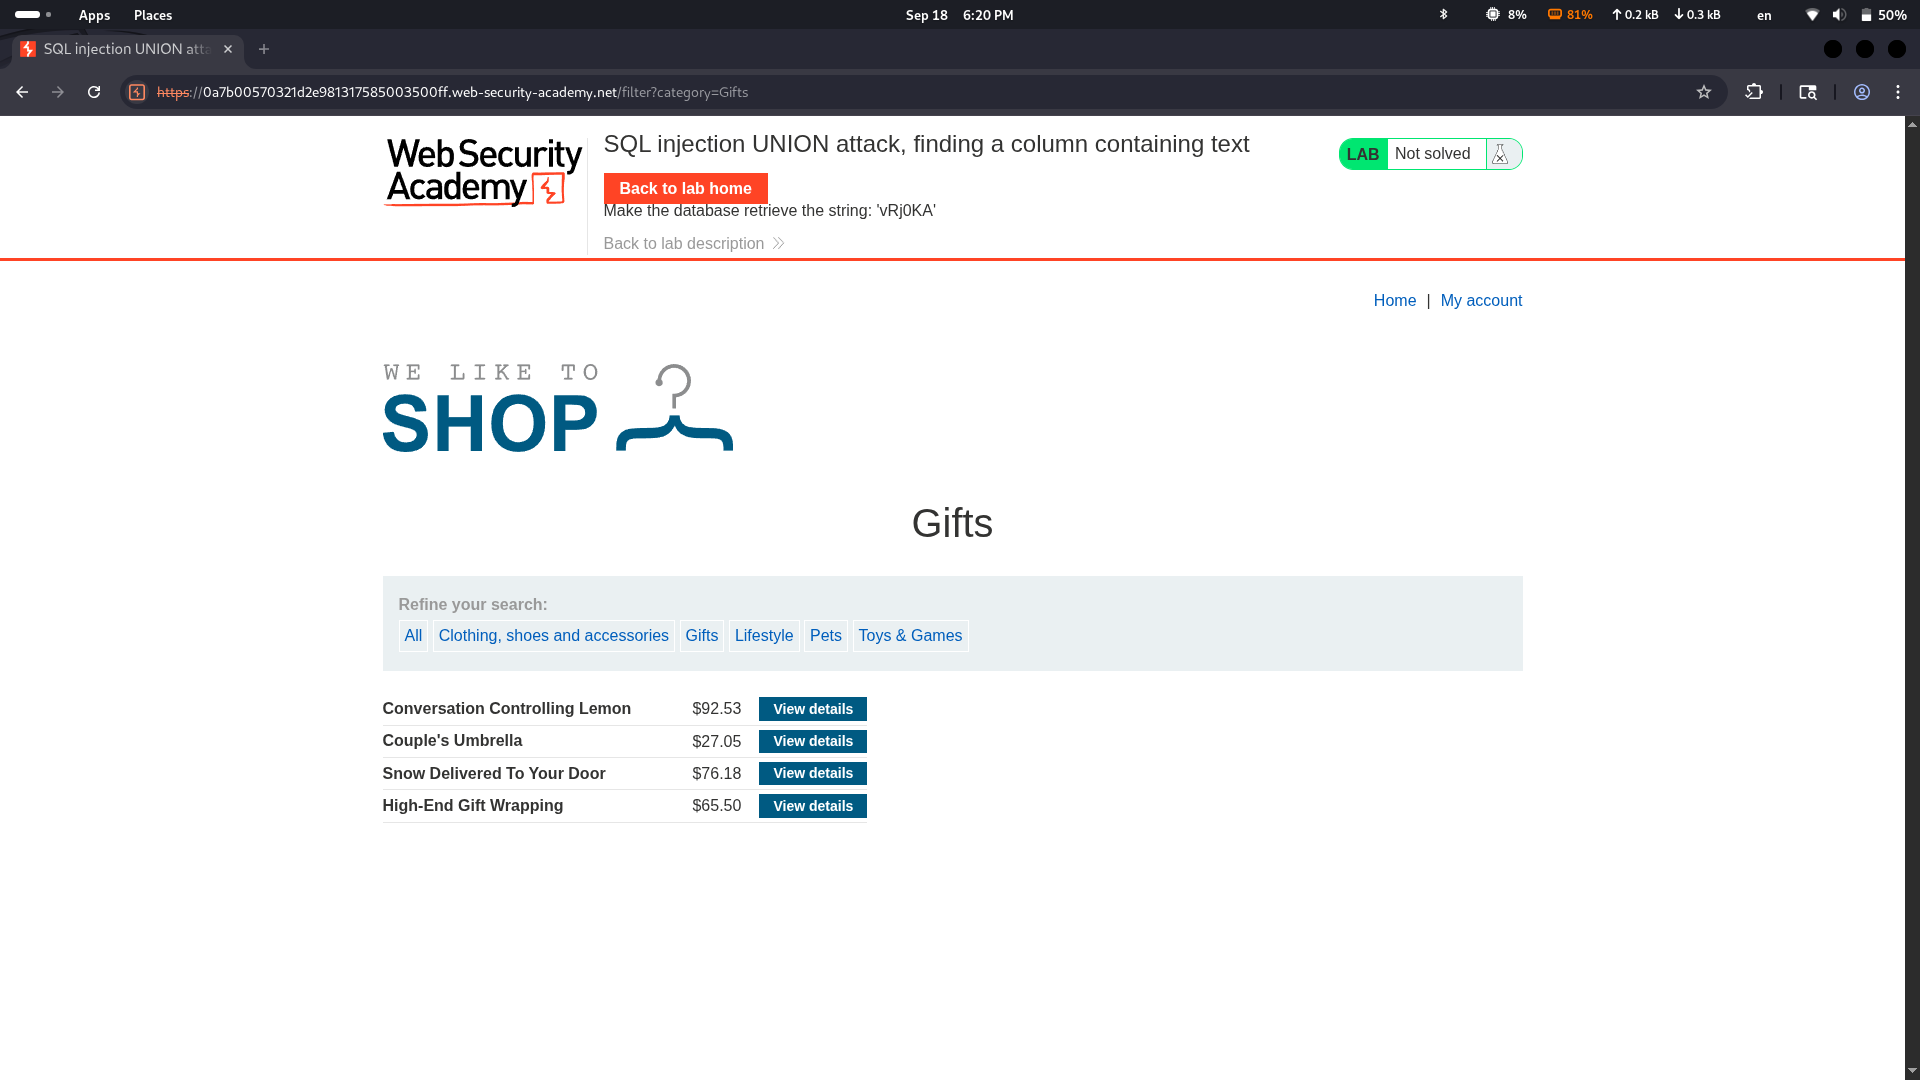 Apps Places Sep 18 6:20 PM 8% 81% 0.2 kB 0.3 kB en 50%
SQL injection UNION atta
https://0a7b00570321d2e981317585003500ff.web-security-academy.net/filter?category=Gifts
Web Security
Academy
SQL injection UNION attack, finding a column containing text
LAB Not solved
Back to lab home
Make the database retrieve the string: 'vRj0KA'
Back to lab description
Home | My account
WE LIKE TO
SHOP
Gifts
Refine your search:
All Clothing, shoes and accessories Gifts Lifestyle Pets Toys & Games
Conversation Controlling Lemon $92.53 View details
Couple's Umbrella $27.05 View details
Snow Delivered To Your Door $76.18 View details
High-End Gift Wrapping $65.50 View details